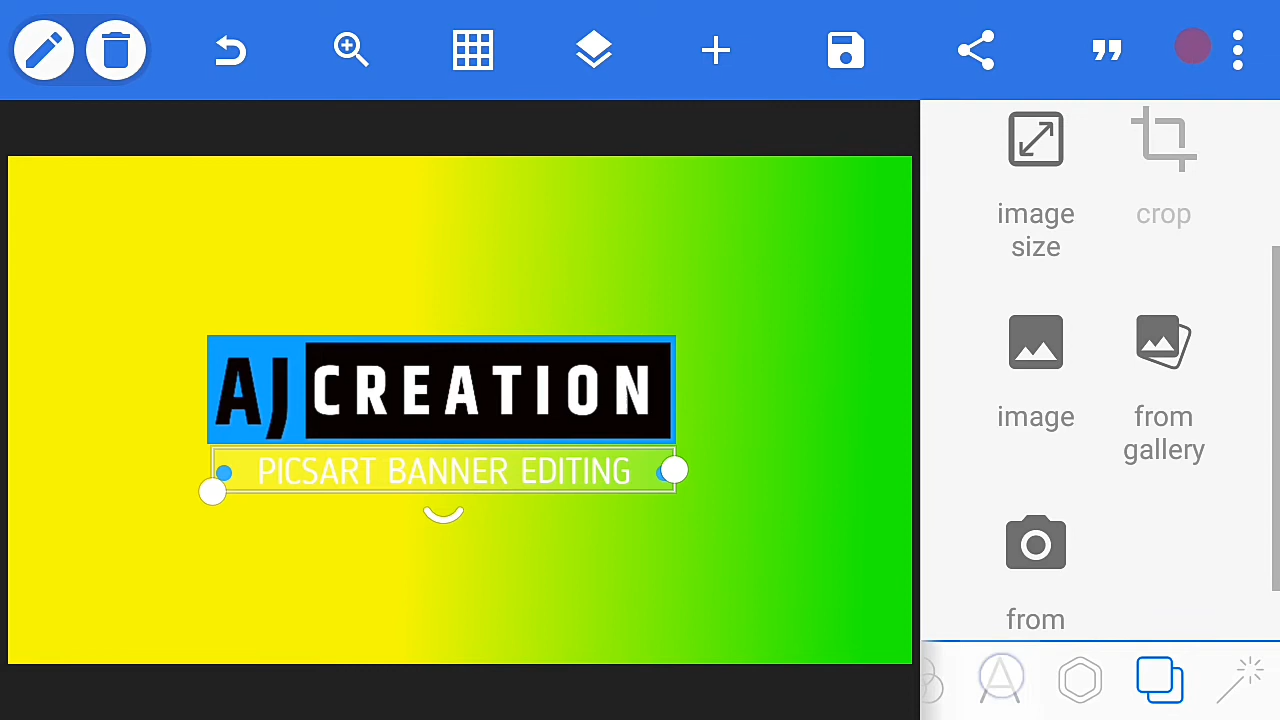 image
size
crop
image
from
gallery
from
AJ CREATION
PICSART BANNER EDITING